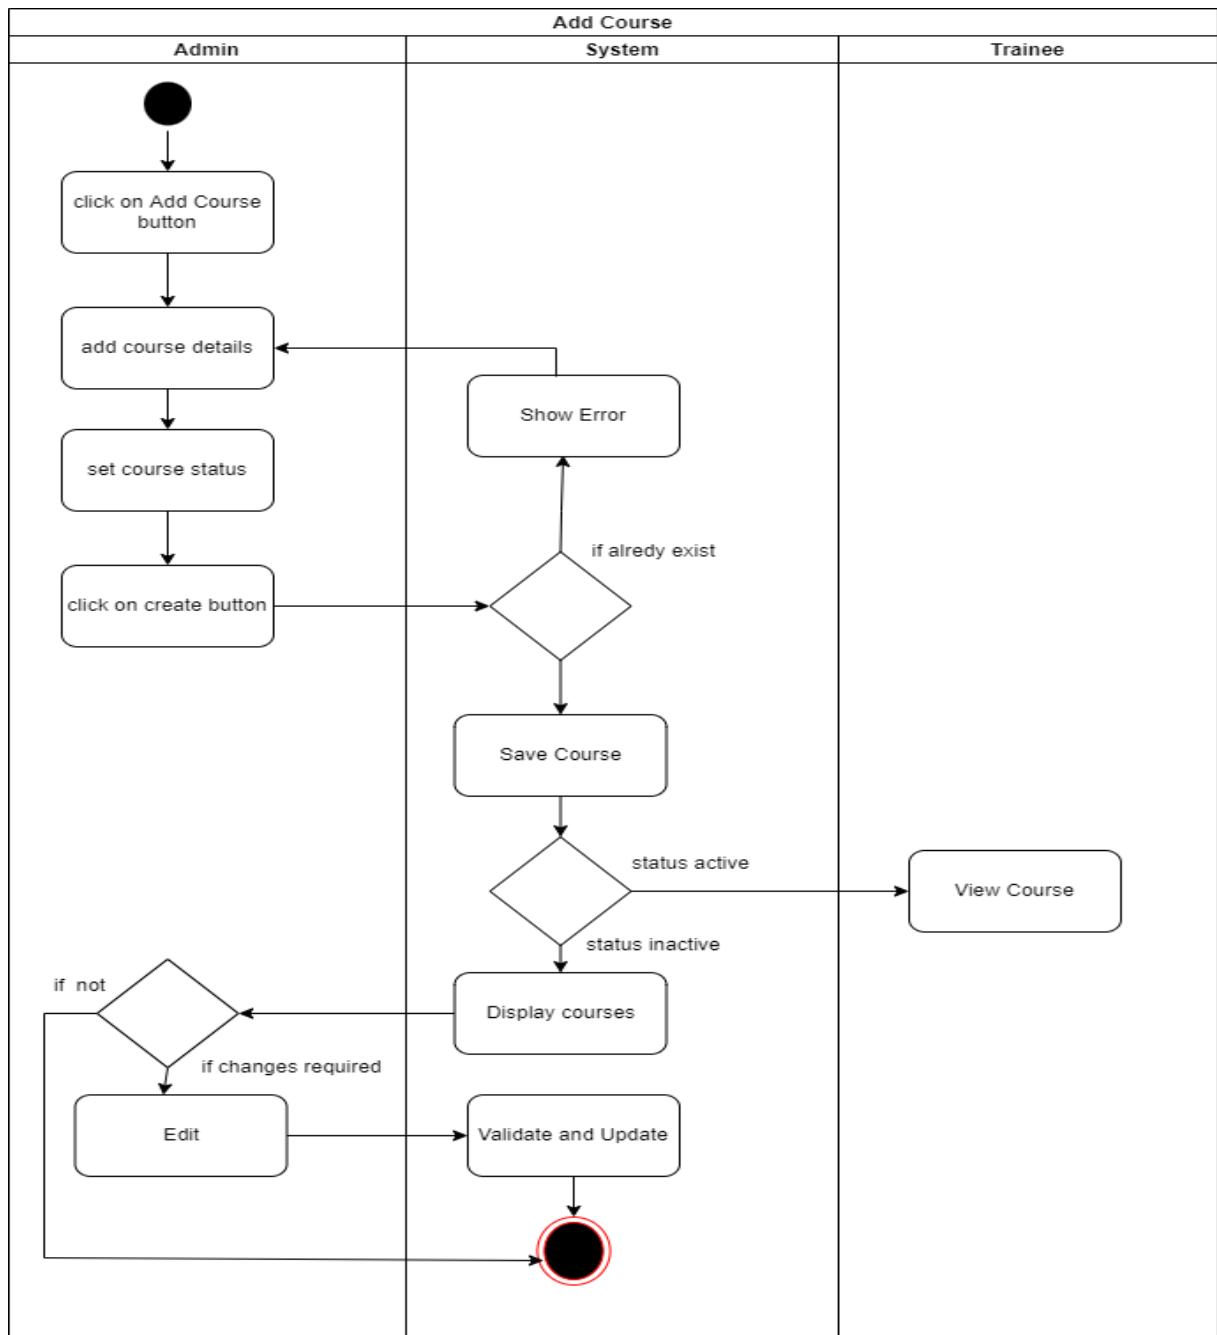 Add Course
Admin
System
Trainee
click on Add Course
button
add course details
Show Error
set course status
if alredy exist
click on create button
Save Course
status active
View Course
status inactive
if not
Display courses
if changes required
Edit
Validate and Update